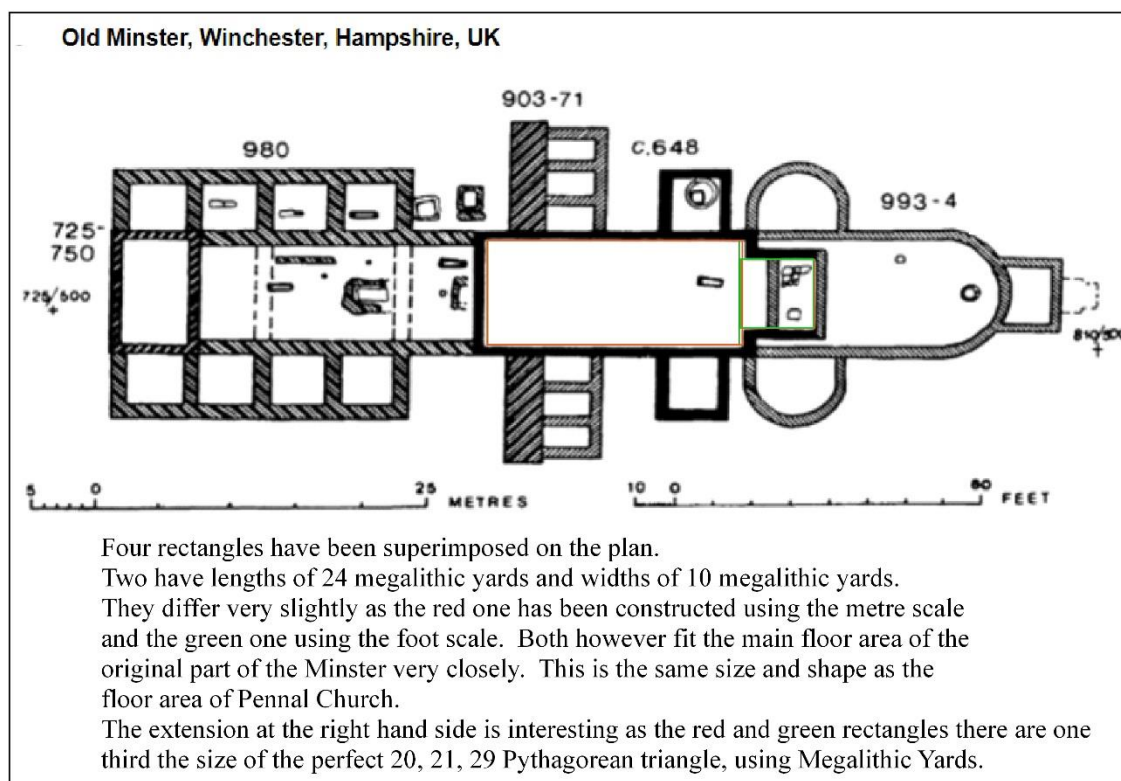 Old Minster, Winchester, Hampshire, UK
903-71
980
C.648
993-4
725-
750
725/500
810/500
5 0 25 METRES
10 0 80 FEET
Four rectangles have been superimposed on the plan.
Two have lengths of 24 megalithic yards and widths of 10 megalithic yards.
They differ very slightly as the red one has been constructed using the metre scale
and the green one using the foot scale. Both however fit the main floor area of the
original part of the Minster very closely. This is the same size and shape as the
floor area of Pennal Church.
The extension at the right hand side is interesting as the red and green rectangles there are one
third the size of the perfect 20, 21, 29 Pythagorean triangle, using Megalithic Yards.